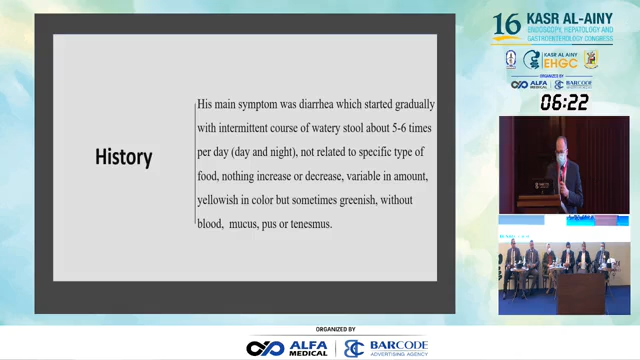 History
His main symptom was diarrhea which started gradually
with intermittent course of watery stool about 5-6 times
per day (day and night), not related to specific type of
food, nothing increase or decrease, variable in amount,
yellowish in color but sometimes greenish, without
blood, mucus, pus or tenesmus.
16 KASR AL-AINY
th
ENDOSCOPY, HEPATOLOGY AND
GASTROENTEROLOGY CONGRESS
KASR AL AINY
EHGC
ORGANIZED BY
ALFA
MEDICAL
BARCODE
ADVERTISING AGENCY
06:22
ORGANIZED BY
ALFA
MEDICAL
BARCODE
ADVERTISING AGENCY